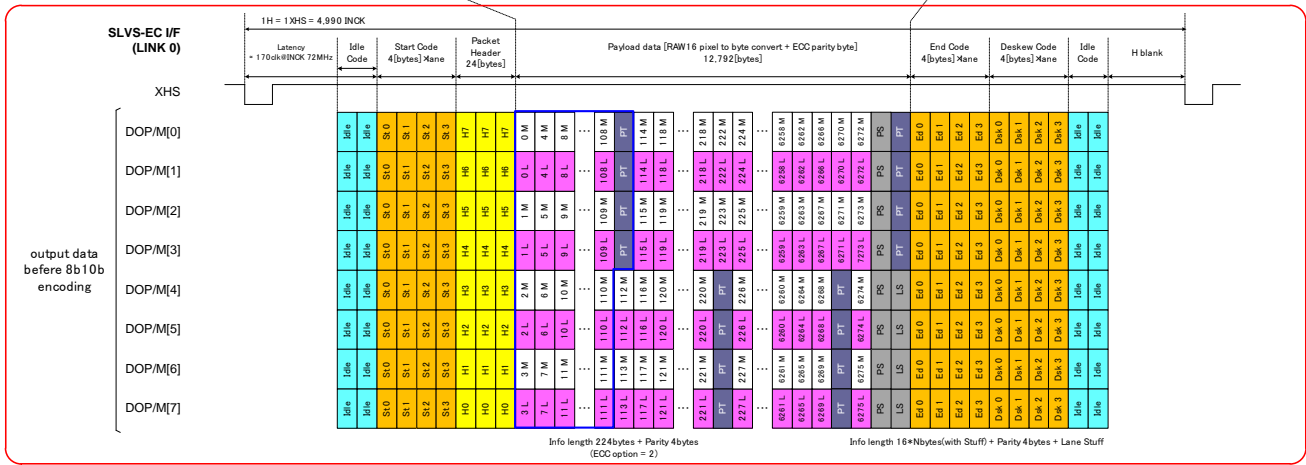 1H = 1XHS = 4,990 INCK
SLVS-EC I/F
(LINK 0)
Latency
= 170clk@INCK 72MHz
Idle
Code
Start Code
4[bytes]×lane
Packet
Header
24[bytes]
Payload data [RAW16 pixel to byte convert + ECC parity byte]
12,792[bytes]
End Code
4[bytes]×lane
Deskew Code
4[bytes]×lane
Idle
Code
H blank
XHS
DOP/M[0] Idle Idle St 0 St 1 St 2 St 3 H7 H7 H7 0 M 4 M 8 M ··· 108 M PT 114 M 118 M ··· 218 M 222 M 224 M ··· 6258 M 6262 M 6266 M 6270 M 6272 M PS PT Ed 0 Ed 1 Ed 2 Ed 3 Dsk 0 Dsk 1 Dsk 2 Dsk 3 Idle Idle
DOP/M[1] Idle Idle St 0 St 1 St 2 St 3 H6 H6 H6 0 L 4 L 8 L ··· 108 L PT 114 L 118 L ··· 218 L 222 L 224 L ··· 6258 L 6262 L 6266 L 6270 L 6272 L PS PT Ed 0 Ed 1 Ed 2 Ed 3 Dsk 0 Dsk 1 Dsk 2 Dsk 3 Idle Idle
DOP/M[2] Idle Idle St 0 St 1 St 2 St 3 H5 H5 H5 1 M 5 M 9 M ··· 109 M PT 115 M 119 M ··· 219 M 223 M 225 M ··· 6259 M 6263 M 6267 M 6271 M 6273 M PS PT Ed 0 Ed 1 Ed 2 Ed 3 Dsk 0 Dsk 1 Dsk 2 Dsk 3 Idle Idle
DOP/M[3] Idle Idle St 0 St 1 St 2 St 3 H4 H4 H4 1 L 5 L 9 L ··· 109 L PT 115 L 119 L ··· 219 L 223 L 225 L ··· 6259 L 6263 L 6267 L 6271 L 7273 L PS PT Ed 0 Ed 1 Ed 2 Ed 3 Dsk 0 Dsk 1 Dsk 2 Dsk 3 Idle Idle
output data
befere 8b10b
encoding
DOP/M[4] Idle Idle St 0 St 1 St 2 St 3 H3 H3 H3 2 M 6 M 10 M ··· 110 M 112 M 116 M 120 M ··· 220 M PT 226 M ··· 6260 M 6264 M 6268 M PT 6274 M PS LS Ed 0 Ed 1 Ed 2 Ed 3 Dsk 0 Dsk 1 Dsk 2 Dsk 3 Idle Idle
DOP/M[5] Idle Idle St 0 St 1 St 2 St 3 H2 H2 H2 2 L 6 L 10 L ··· 110 L 112 L 116 L 120 L ··· 220 L PT 226 L ··· 6260 L 6264 L 6268 L PT 6274 L PS LS Ed 0 Ed 1 Ed 2 Ed 3 Dsk 0 Dsk 1 Dsk 2 Dsk 3 Idle Idle
DOP/M[6] Idle Idle St 0 St 1 St 2 St 3 H1 H1 H1 3 M 7 M 11 M ··· 111 M 113 M 117 M 121 M ··· 221 M PT 227 M ··· 6261 M 6265 M 6269 M PT 6275 M PS LS Ed 0 Ed 1 Ed 2 Ed 3 Dsk 0 Dsk 1 Dsk 2 Dsk 3 Idle Idle
DOP/M[7] Idle Idle St 0 St 1 St 2 St 3 H0 H0 H0 3 L 7 L 11 L ··· 111 L 113 L 117 L 121 L ··· 221 L PT 227 L ··· 6261 L 6265 L 6269 L PT 6275 L PS LS Ed 0 Ed 1 Ed 2 Ed 3 Dsk 0 Dsk 1 Dsk 2 Dsk 3 Idle Idle
Info length 224bytes + Parity 4bytes
(ECC option = 2)
Info length 16*Nbytes(with Stuff) + Parity 4bytes + Lane Stuff